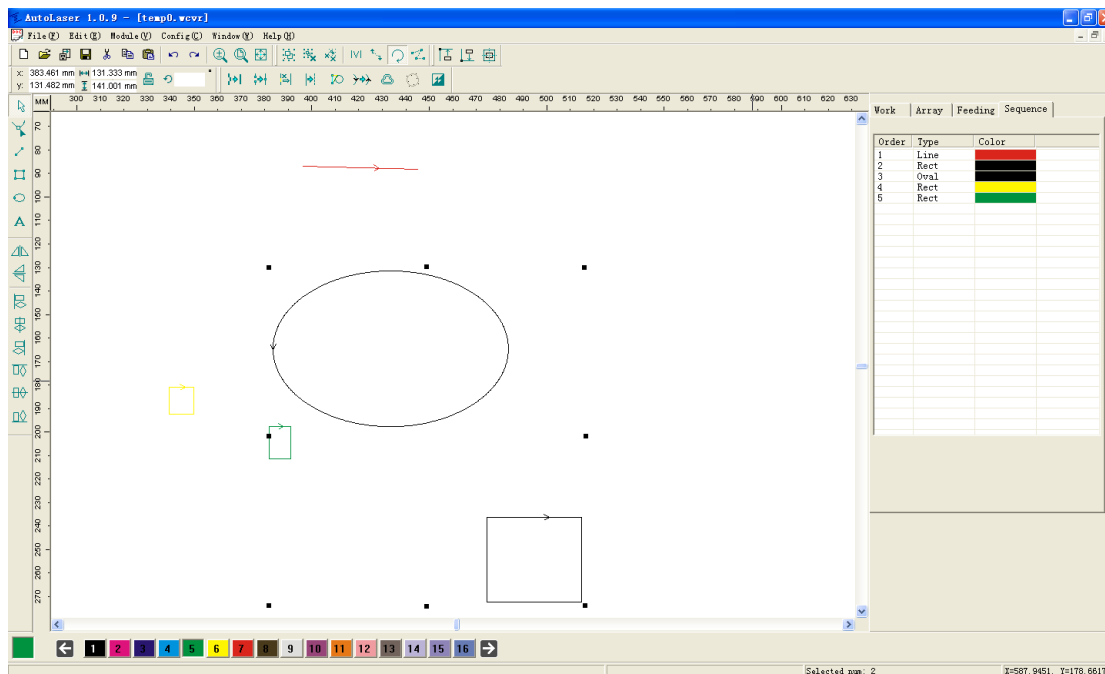 AutoLaser 1.0.9 - [temp0.wcvr]
File(F) Edit(E) Module(V) Config(C) Window(W) Help(H)
x: 383.461 mm 131.333 mm
y: 131.482 mm 141.001 mm
MM 300 310 320 330 340 350 360 370 380 390 400 410 420 430 440 450 460 470 480 490 500 510 520 530 540 550 560 570 580 590 600 610 620 630
Work Array Feeding Sequence
Order Type Color
1 Line
2 Rect
3 Oval
4 Rect
5 Rect
70
80
90
100
110
A
120
130
140
150
160
170
180
190
200
210
220
230
240
250
260
270
1 2 3 4 5 6 7 8 9 10 11 12 13 14 15 16
Selected num: 2 X=587.9451, Y=178.6617